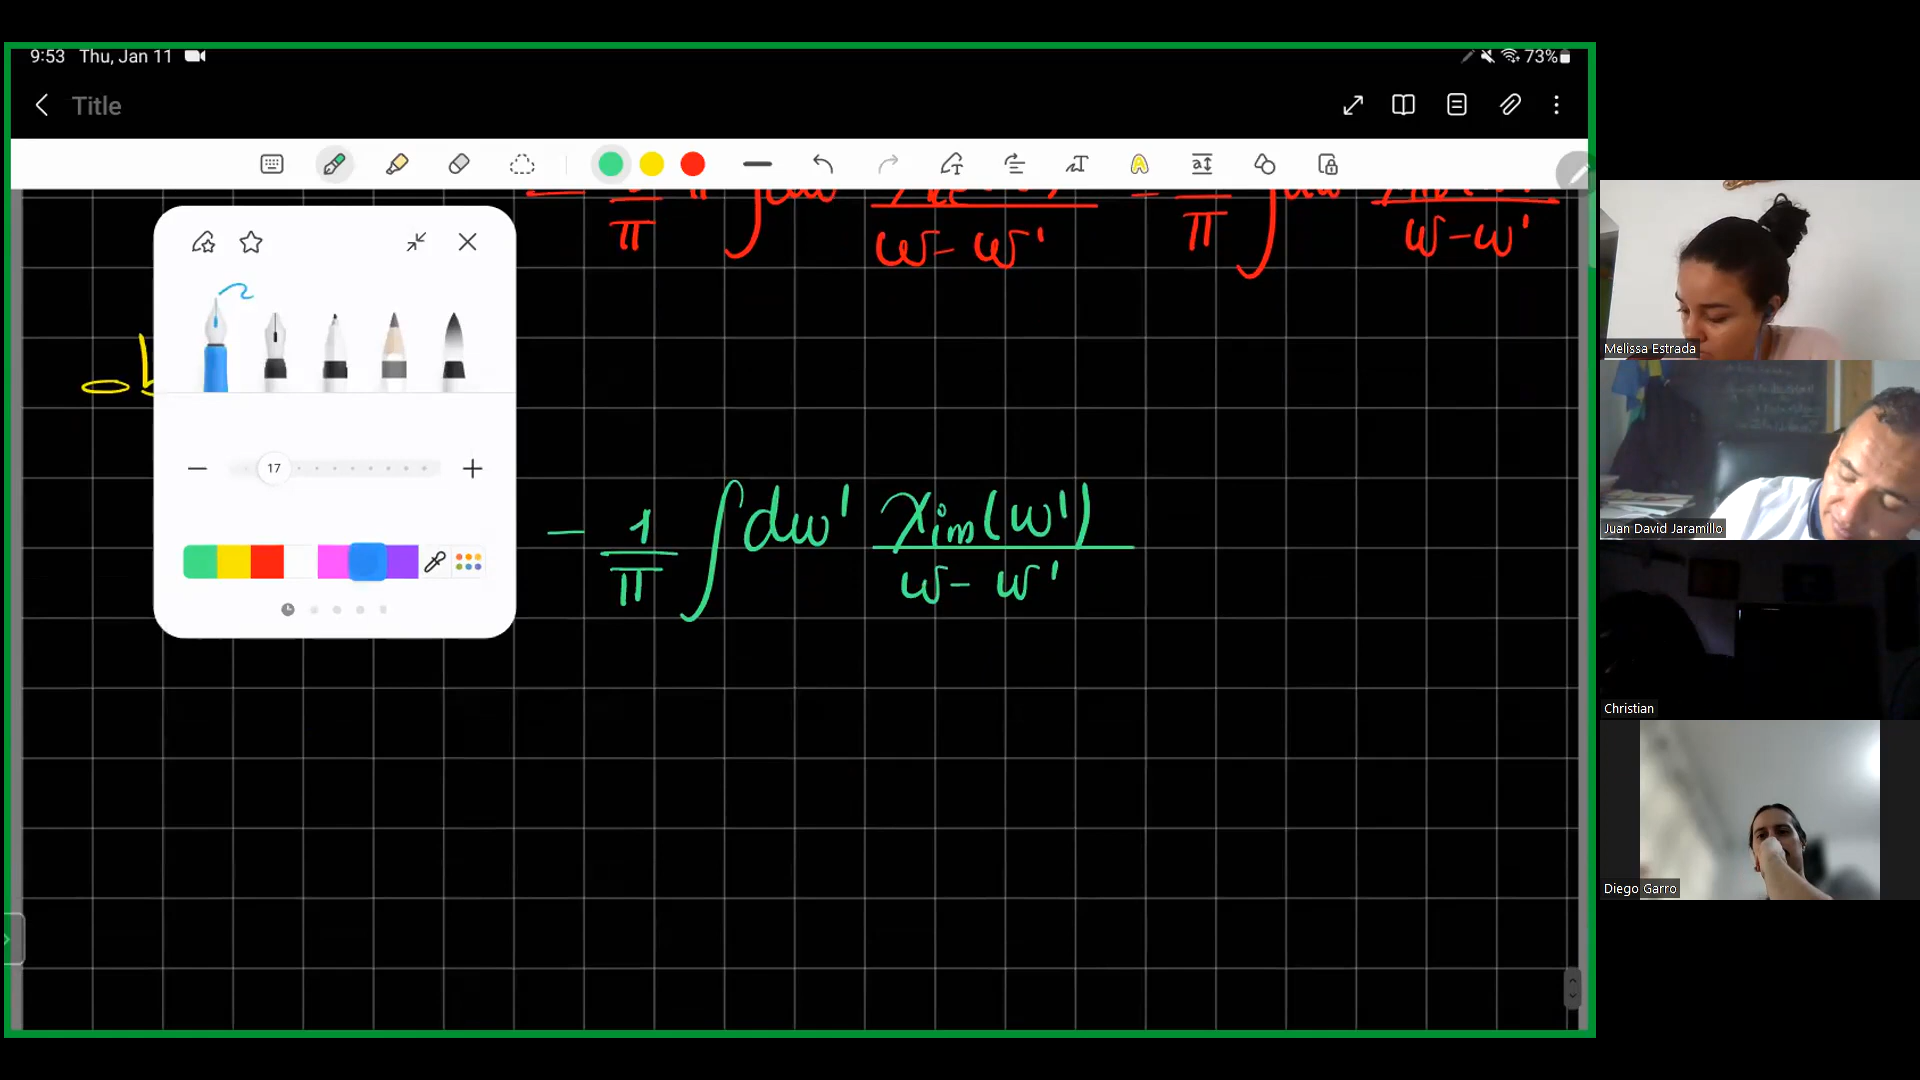 9:53 Thu, Jan 11 73%
Title
π ∫ π ∫
ω - ω' ω - ω'
17
- 1/π ∫ dω' χim(ω')/ω - ω'
Melissa Estrada
Juan David Jaramillo
Christian
Diego Garro